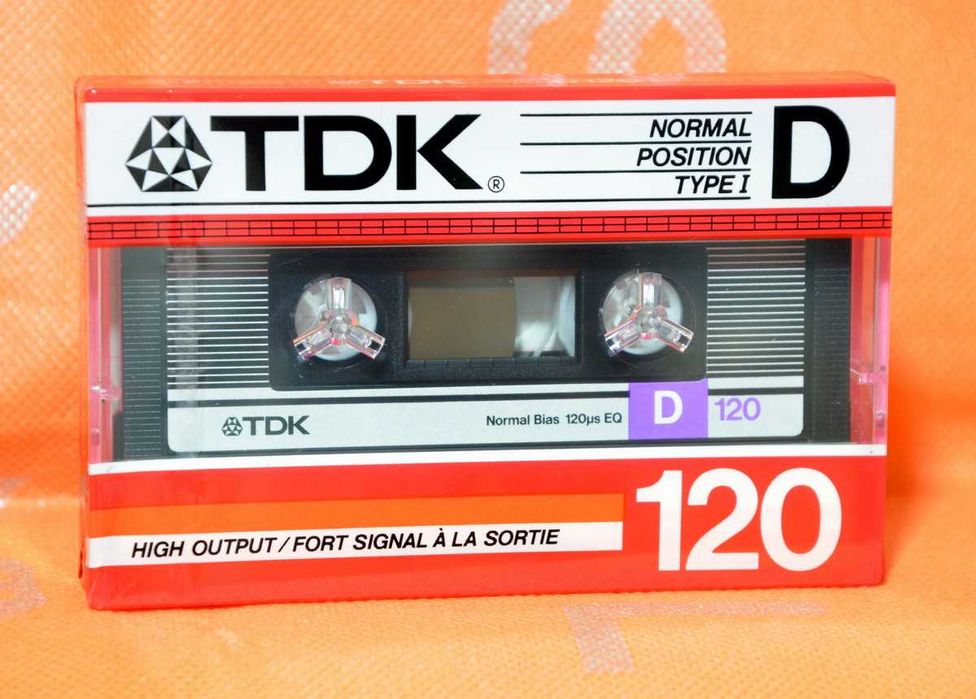 TDK®
NORMAL
POSITION
TYPE I
D
TDK
Normal Bias 120µs EQ
D
120
HIGH OUTPUT/FORT SIGNAL À LA SORTIE
120